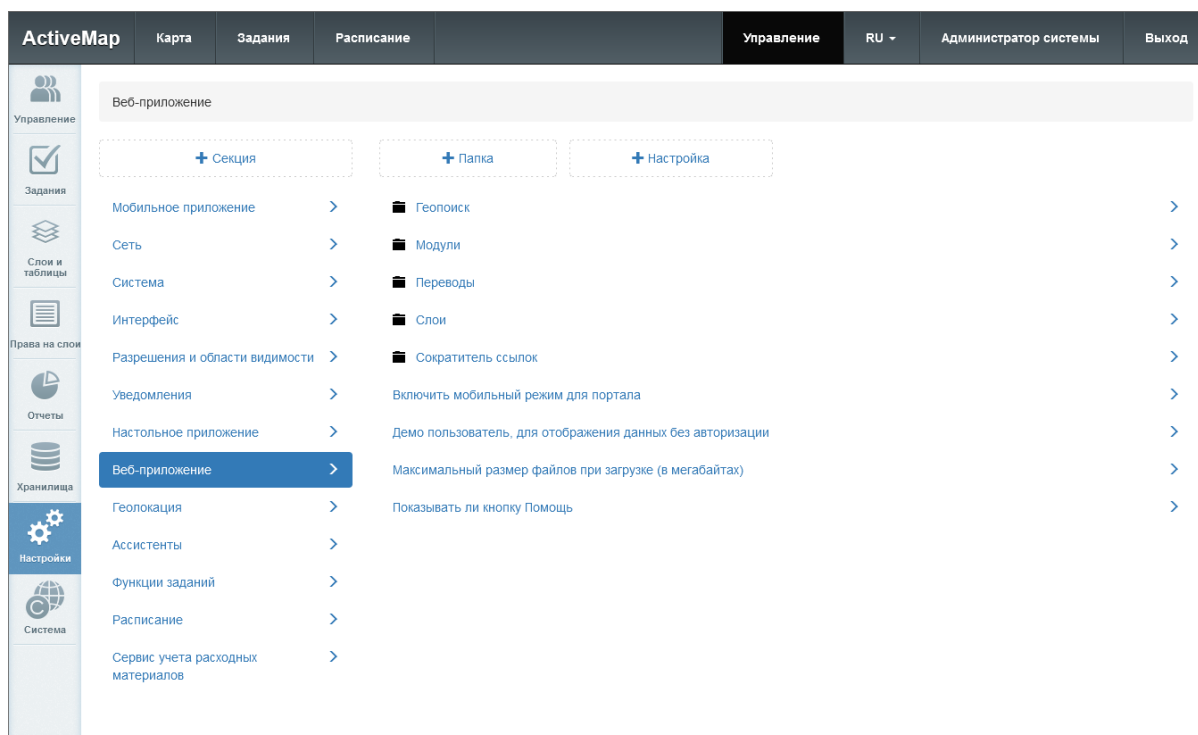 ActiveMap Карта Задания Расписание Управление RU Администратор системы Выход
Управление
Задания
Слои и
таблицы
Права на слои
Отчеты
Хранилища
Настройки
Система
Веб-приложение
+ Секция
+ Папка
+ Настройка
Мобильное приложение
Сеть
Система
Интерфейс
Разрешения и области видимости
Уведомления
Настольное приложение
Веб-приложение
Геолокация
Ассистенты
Функции заданий
Расписание
Сервис учета расходных
материалов
Геопоиск
Модули
Переводы
Слои
Сократитель ссылок
Включить мобильный режим для портала
Демо пользователь, для отображения данных без авторизации
Максимальный размер файлов при загрузке (в мегабайтах)
Показывать ли кнопку Помощь